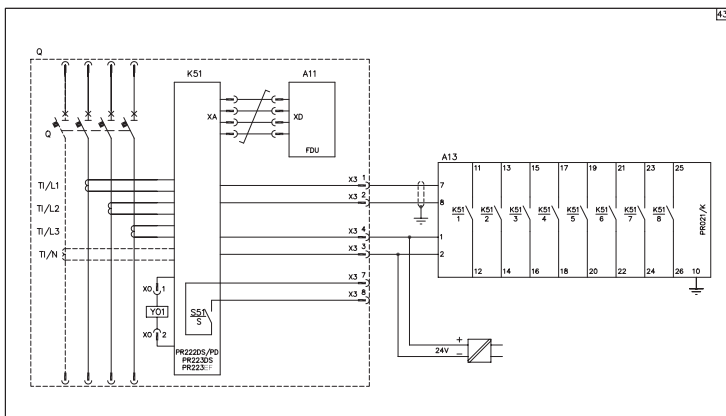 43
Q
K51
A11
XA
XD
FDU
Q
A13
11 13 15 17 19 21 23 25
TI/L1
X3 1
7
TI/L2
X3 2
8
K51 K51 K51 K51 K51 K51 K51 K51
1 2 3 4 5 6 7 8
PR021/K
TI/L3
X3 4
1
TI/N
X3 3
2
12 14 16 18 20 22 24 26 10
X3 7
XO 1
X3 8
YO1
S51
S
XO 2
+
24V
−
PR222DS/PD
PR223DS
PR223EF